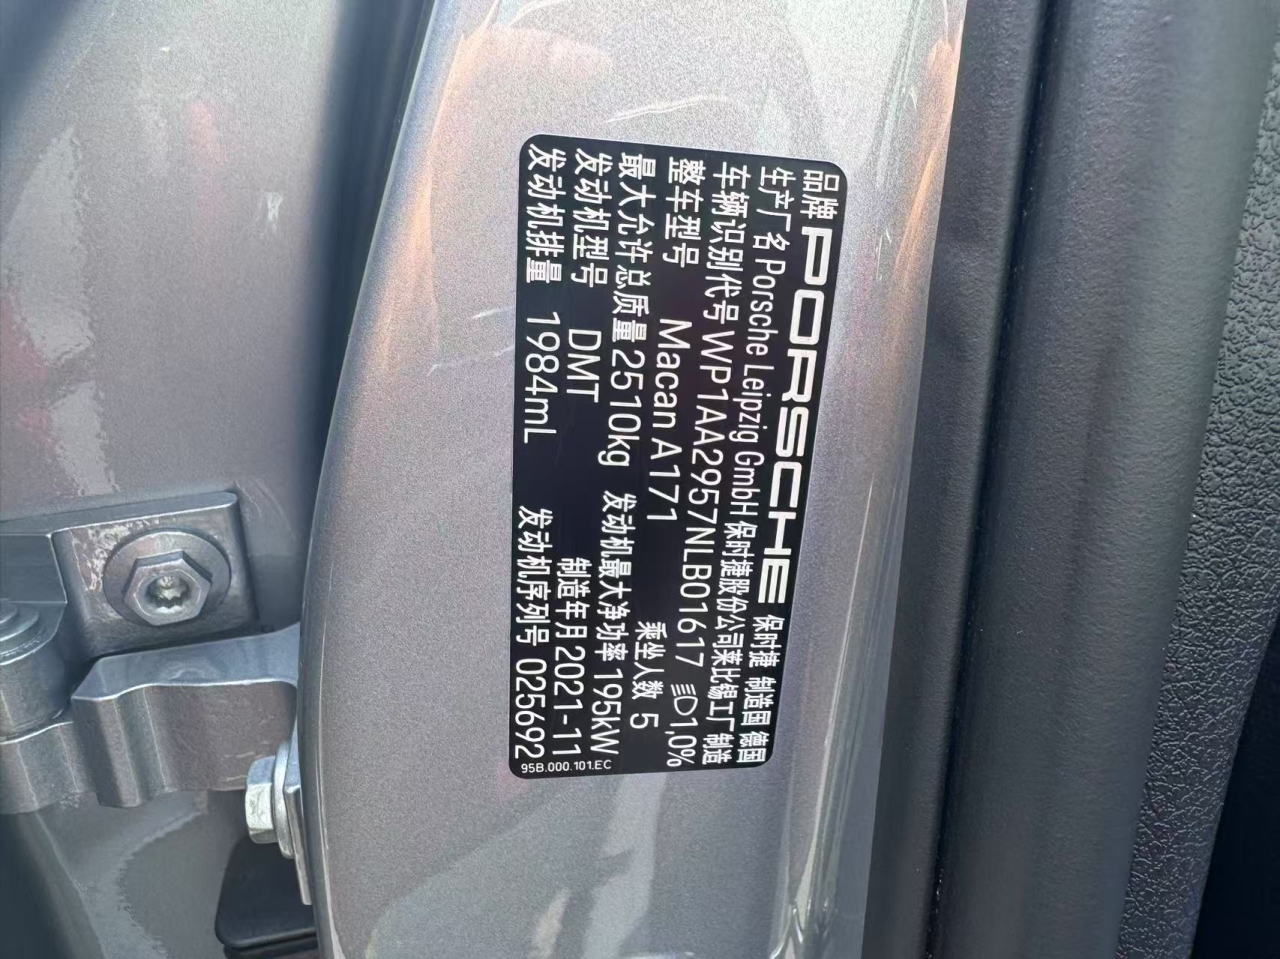 品牌 PORSCHE 保时捷 制造国 德国
生产厂名 Porsche Leipzig GmbH 保时捷股份公司莱比锡工厂制造
车辆识别代号 WP1AA2957NLB01617 1,0%
整车型号 Macan A171 乘坐人数 5
最大允许总质量 2510kg 发动机最大净功率 195kW
发动机型号 DMT 制造年月 2021-11
发动机排量 1984mL 发动机序列号 025692
95B.000.101.EC